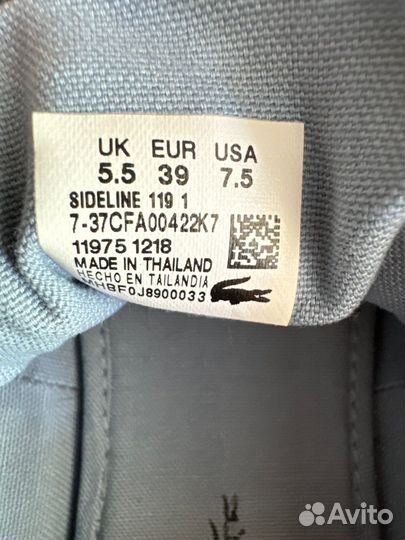 UK EUR USA
5.5 39 7.5
SIDELINE 119 1
7-37CFA00422K7
11975 1218
MADE IN THAILAND
HECHO EN TAILANDIA
MHBF0J8900033
Avito